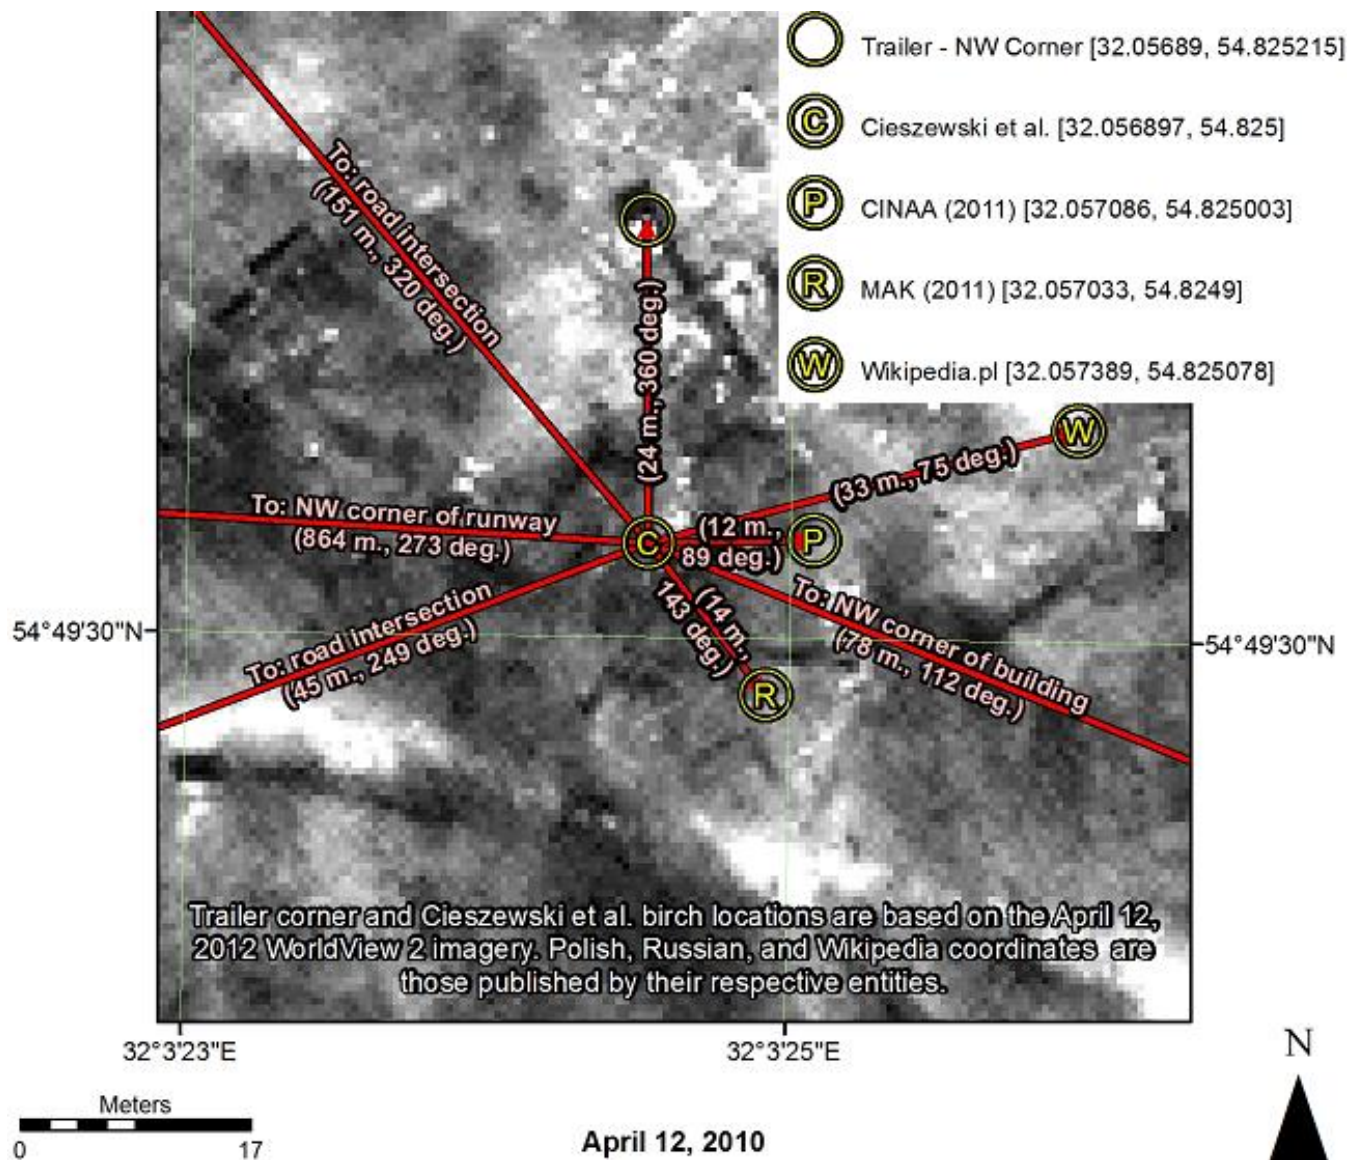 Trailer - NW Corner [32.05689, 54.825215]
C
Cieszewski et al. [32.056897, 54.825]
P
CINAA (2011) [32.057086, 54.825003]
R
MAK (2011) [32.057033, 54.8249]
W
Wikipedia.pl [32.057389, 54.825078]
To: road intersection
(151 m., 320 deg.)
(24 m., 360 deg.)
W
(33 m., 75 deg.)
To: NW corner of runway
(864 m., 273 deg.)
C
(12 m.,
89 deg.)
P
To: road intersection
(45 m., 249 deg.)
(14 m.,
143 deg.)
R
To: NW corner of building
(78 m., 112 deg.)
54°49'30"N
54°49'30"N
Trailer corner and Cieszewski et al. birch locations are based on the April 12,
2012 WorldView 2 imagery. Polish, Russian, and Wikipedia coordinates are
those published by their respective entities.
32°3'23"E
32°3'25"E
N
Meters
0
17
April 12, 2010